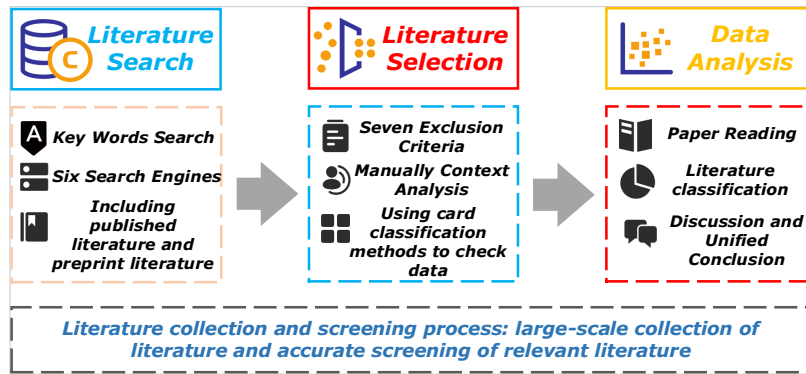 Literature
Search
Literature
Selection
Data
Analysis
Key Words Search
Six Search Engines
Including
published
literature and
preprint literature
Seven Exclusion
Criteria
Manually Context
Analysis
Using card
classification
methods to check
data
Paper Reading
Literature
classification
Discussion and
Unified
Conclusion
Literature collection and screening process: large-scale collection of
literature and accurate screening of relevant literature